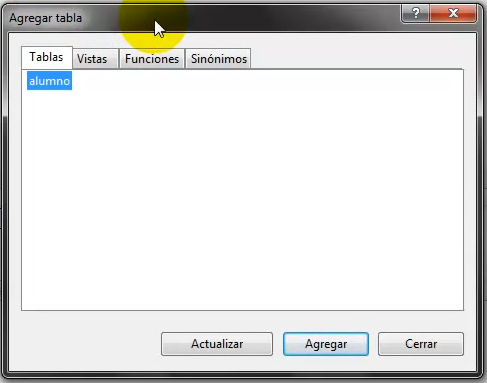 Agregar tabla
?
Tablas Vistas Funciones Sinónimos
alumno
Actualizar Agregar Cerrar